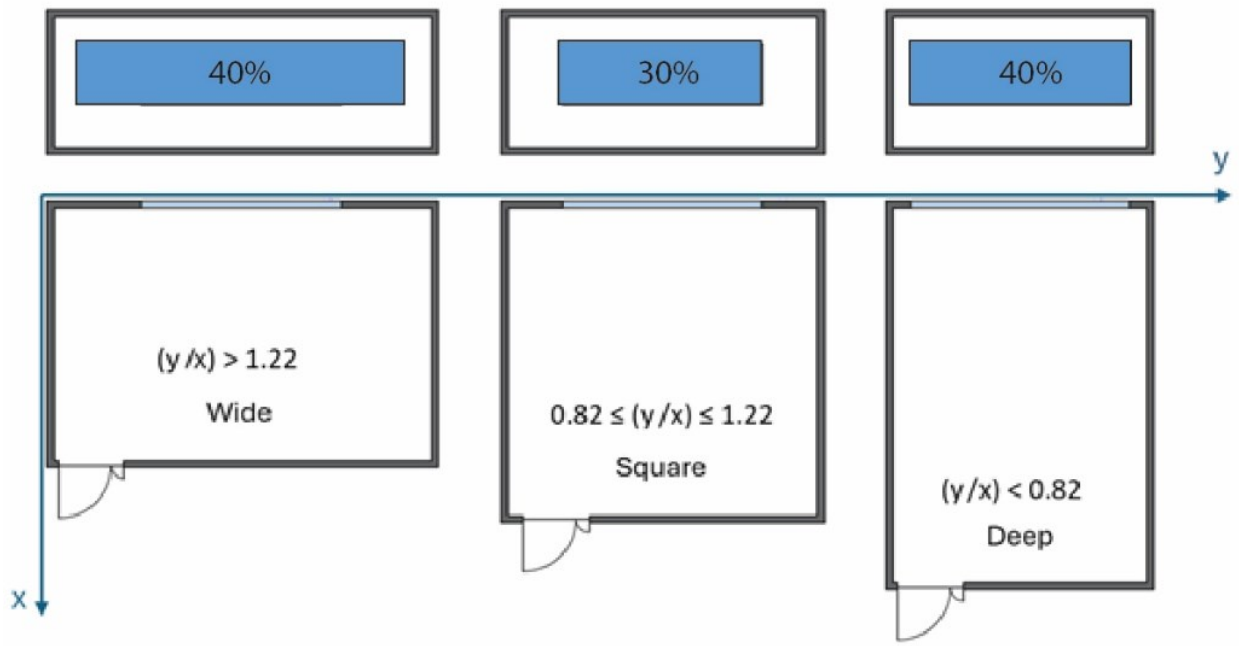 40%
30%
40%
y
(y/x) > 1.22
Wide
0.82 ≤ (y/x) ≤ 1.22
Square
(y/x) < 0.82
Deep
x